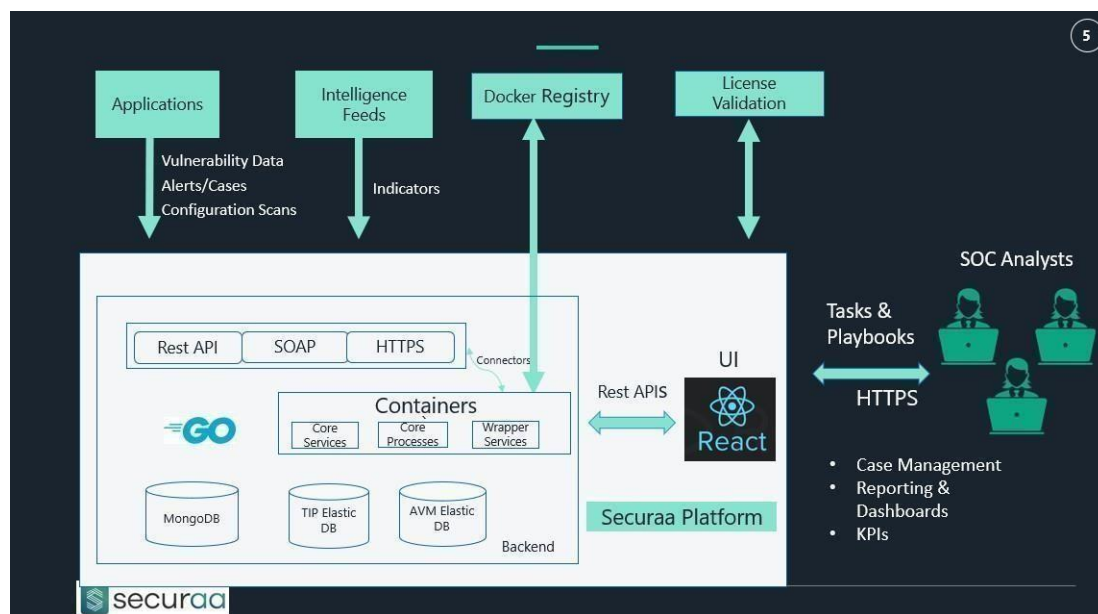 5
Applications
Intelligence
Feeds
Docker Registry
License
Validation
Vulnerability Data
Alerts/Cases
Configuration Scans
Indicators
SOC Analysts
Rest API
SOAP
HTTPS
Connectors
Tasks &
Playbooks
HTTPS
UI
Rest APIs
React
Containers
Core
Services
Core
Processes
Wrapper
Services
GO
MongoDB
TIP Elastic
DB
AVM Elastic
DB
Backend
Securaa Platform
• Case Management
• Reporting &
Dashboards
• KPIs
securaa